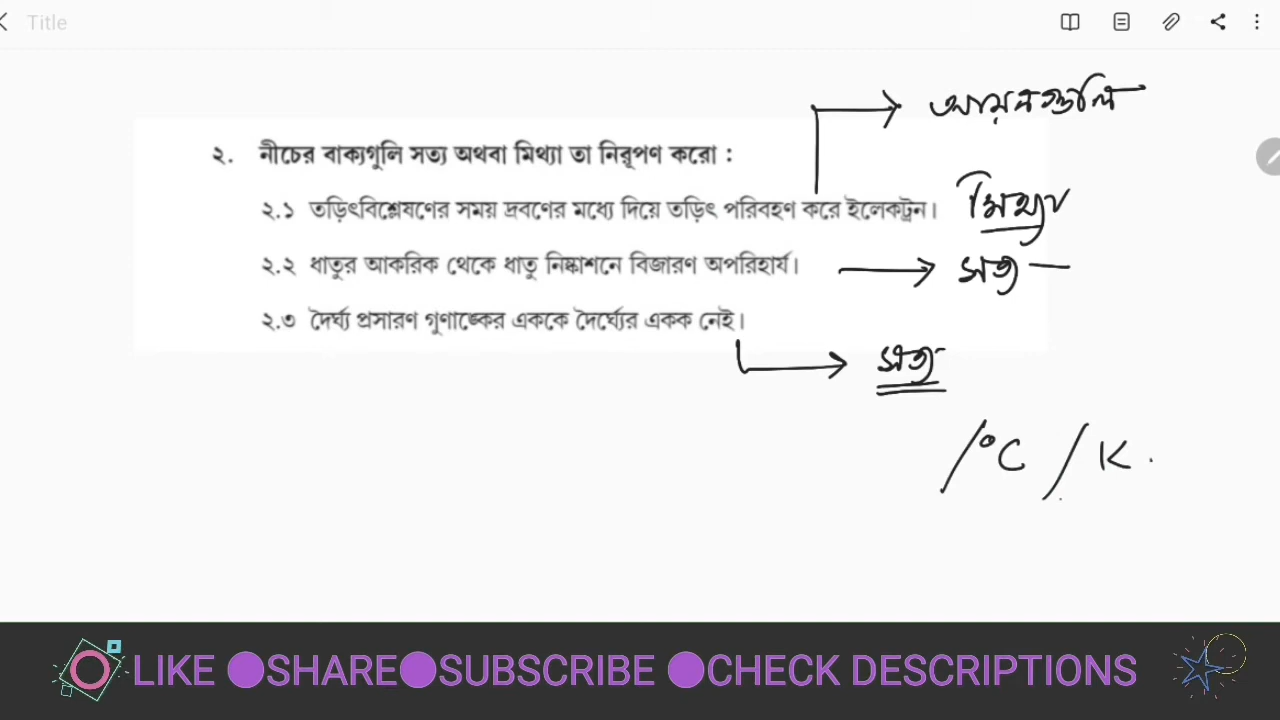 Title
আয়নগুলি
২. নীচের বাক্যগুলি সত্য অথবা মিথ্যা তা নিরূপণ করো :
২.১ তড়িৎবিশ্লেষণের সময় দ্রবণের মধ্যে দিয়ে তড়িৎ পরিবহণ করে ইলেকট্রন। মিথ্যা
২.২ ধাতুর আকরিক থেকে ধাতু নিষ্কাশনে বিজারণ অপরিহার্য। সত্য
২.৩ দৈর্ঘ্য প্রসারণ গুণাঙ্কের এককে দৈর্ঘ্যের একক নেই।
সত্য
/°C /K
LIKE SHARE SUBSCRIBE CHECK DESCRIPTIONS